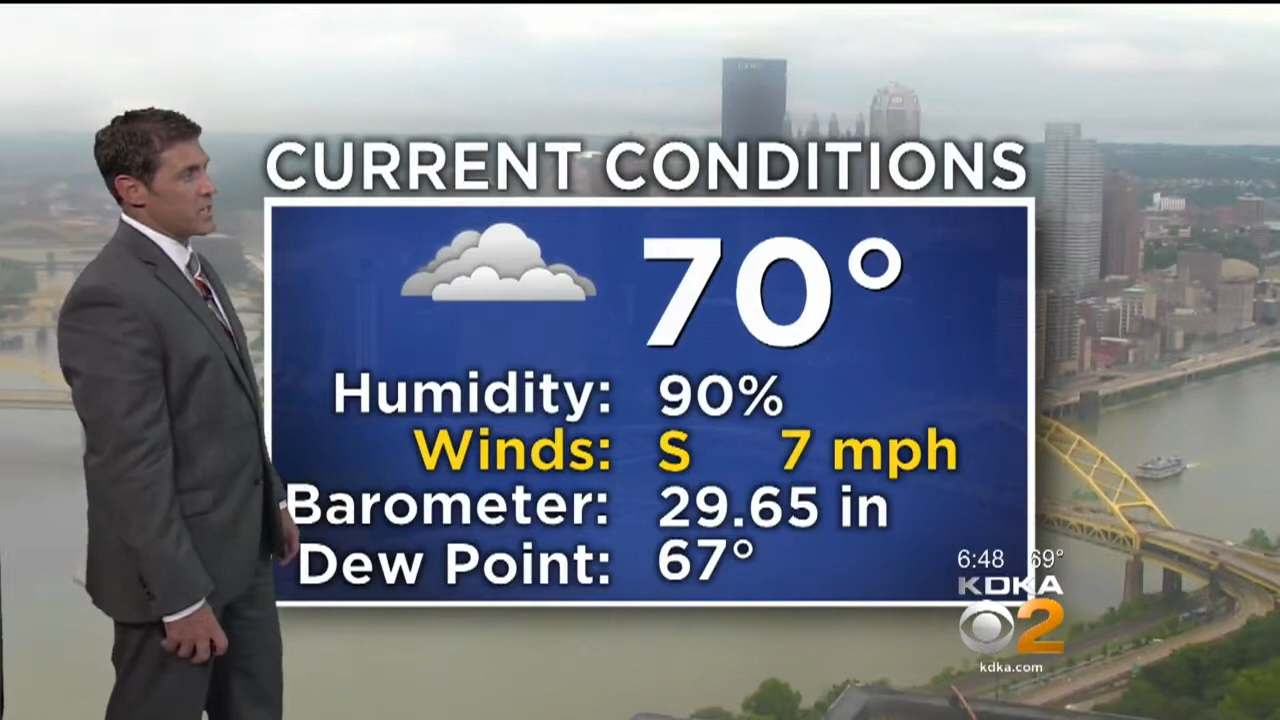 CURRENT CONDITIONS
70°
Humidity: 90%
Winds: S 7 mph
Barometer: 29.65 in
Dew Point: 67°
6:48 69°
KDKA
2
kdka.com